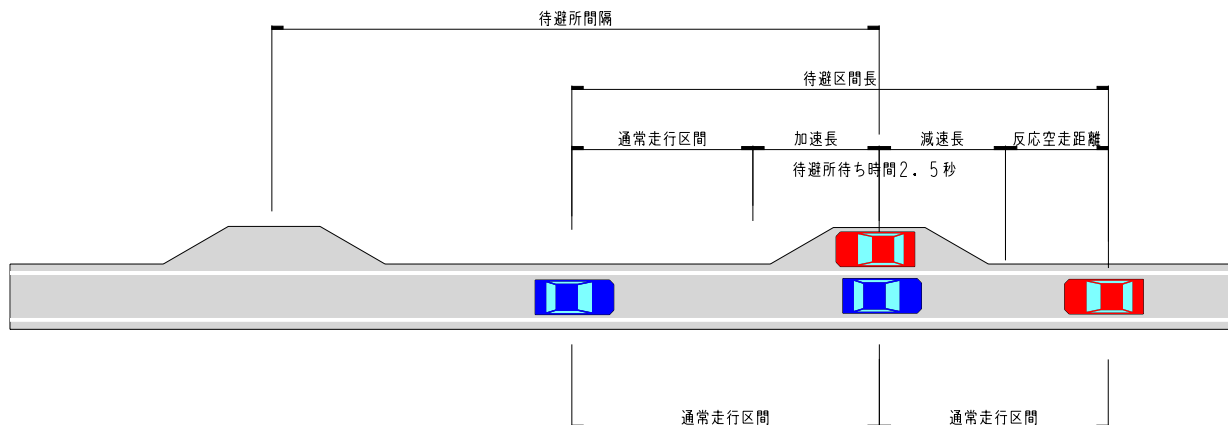 待避所間隔
待避区間長
通常走行区間
加速長
減速長
反応空走距離
待避所待ち時間2.5秒
通常走行区間
通常走行区間